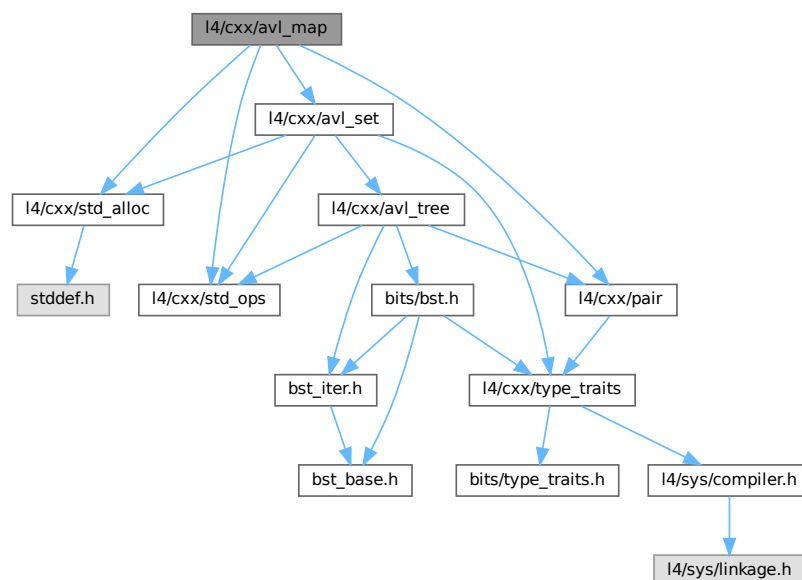 l4/cxx/avl_map
l4/cxx/avl_set
l4/cxx/std_alloc
l4/cxx/avl_tree
stddef.h
l4/cxx/std_ops
bits/bst.h
l4/cxx/pair
bst_iter.h
l4/cxx/type_traits
bst_base.h
bits/type_traits.h
l4/sys/compiler.h
l4/sys/linkage.h